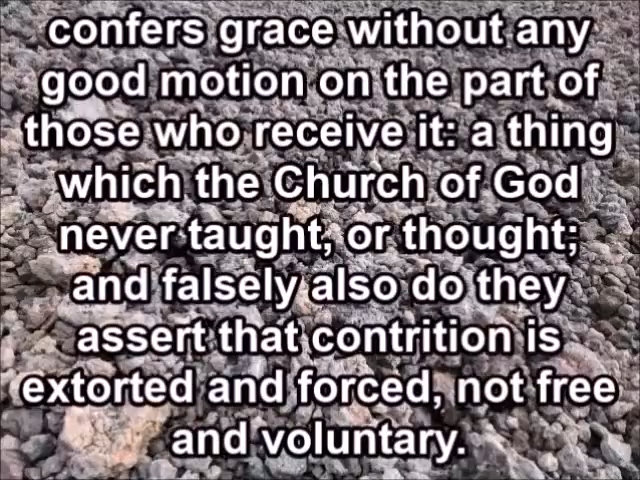 confers grace without any
good motion on the part of
those who receive it: a thing
which the Church of God
never taught, or thought;
and falsely also do they
assert that contrition is
extorted and forced, not free
and voluntary.